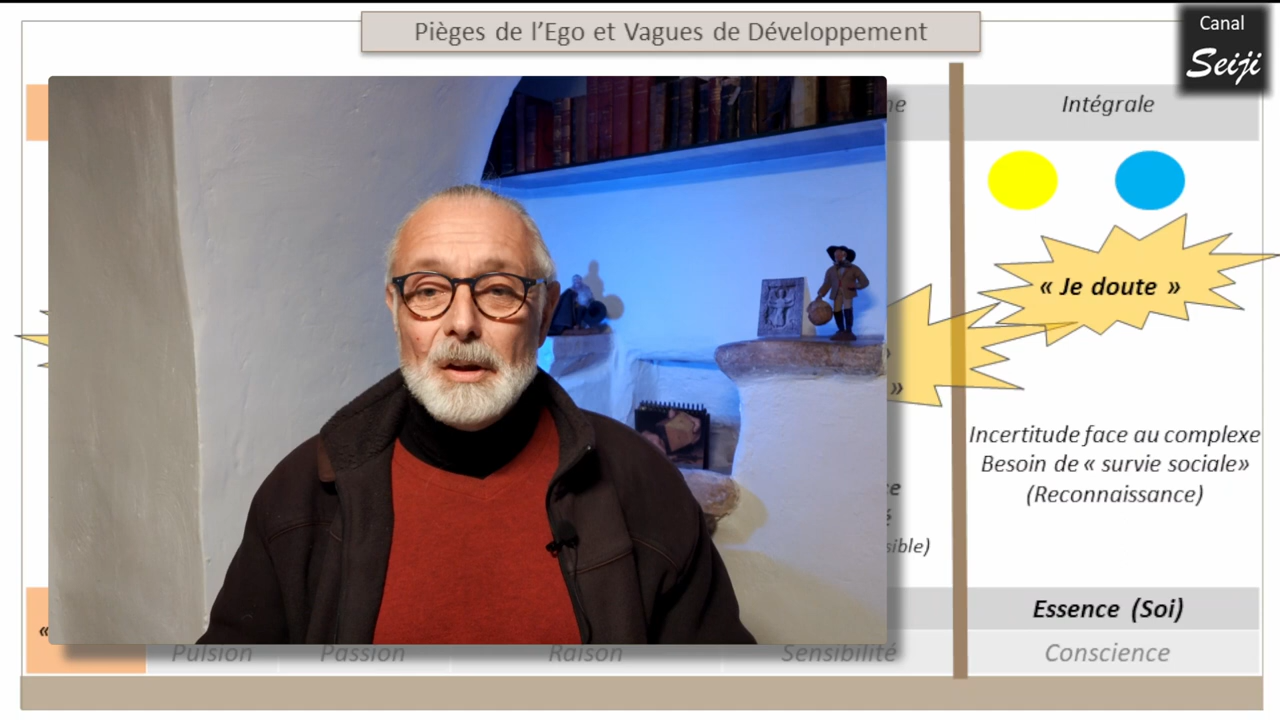 Pièges de l’Ego et Vagues de Développement
Canal
Seiji
Intégrale
« Je doute »
»
Incertitude face au complexe
Besoin de « survie sociale»
(Reconnaissance)
Essence (Soi)
«
Pulsion
Passion
Raison
Sensibilité
Conscience